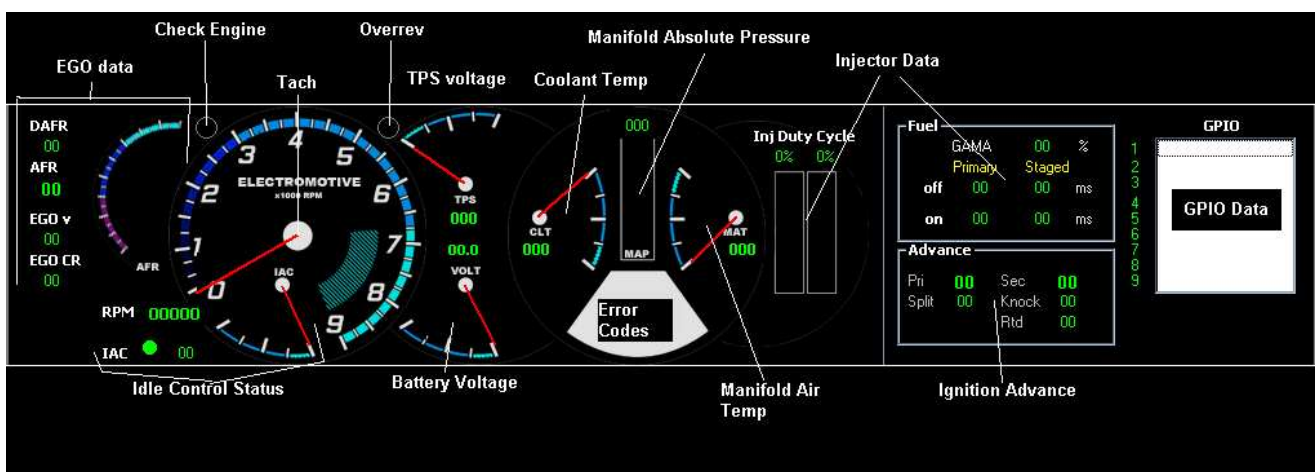 Check Engine
Overrev
Manifold Absolute Pressure
EGO data
Tach
TPS voltage
Coolant Temp
Injector Data
DAFR
00
AFR
00
EGO v
00
EGO CR
00
AFR
RPM 00000
IAC 00
0
1
2
3
4
5
6
7
8
9
ELECTROMOTIVE
x1000 RPM
IAC
TPS
000
00.0
VOLT
CLT
000
000
MAP
MAT
000
Error
Codes
Inj Duty Cycle
0% 0%
Fuel
GAMA 00 %
Primary Staged
off 00 00 ms
on 00 00 ms
Advance
Pri 00 Sec 00
Split 00 Knock 00
Rtd 00
GPIO
1
2
3
4
5
6
7
8
9
GPIO Data
Idle Control Status
Battery Voltage
Manifold Air
Temp
Ignition Advance